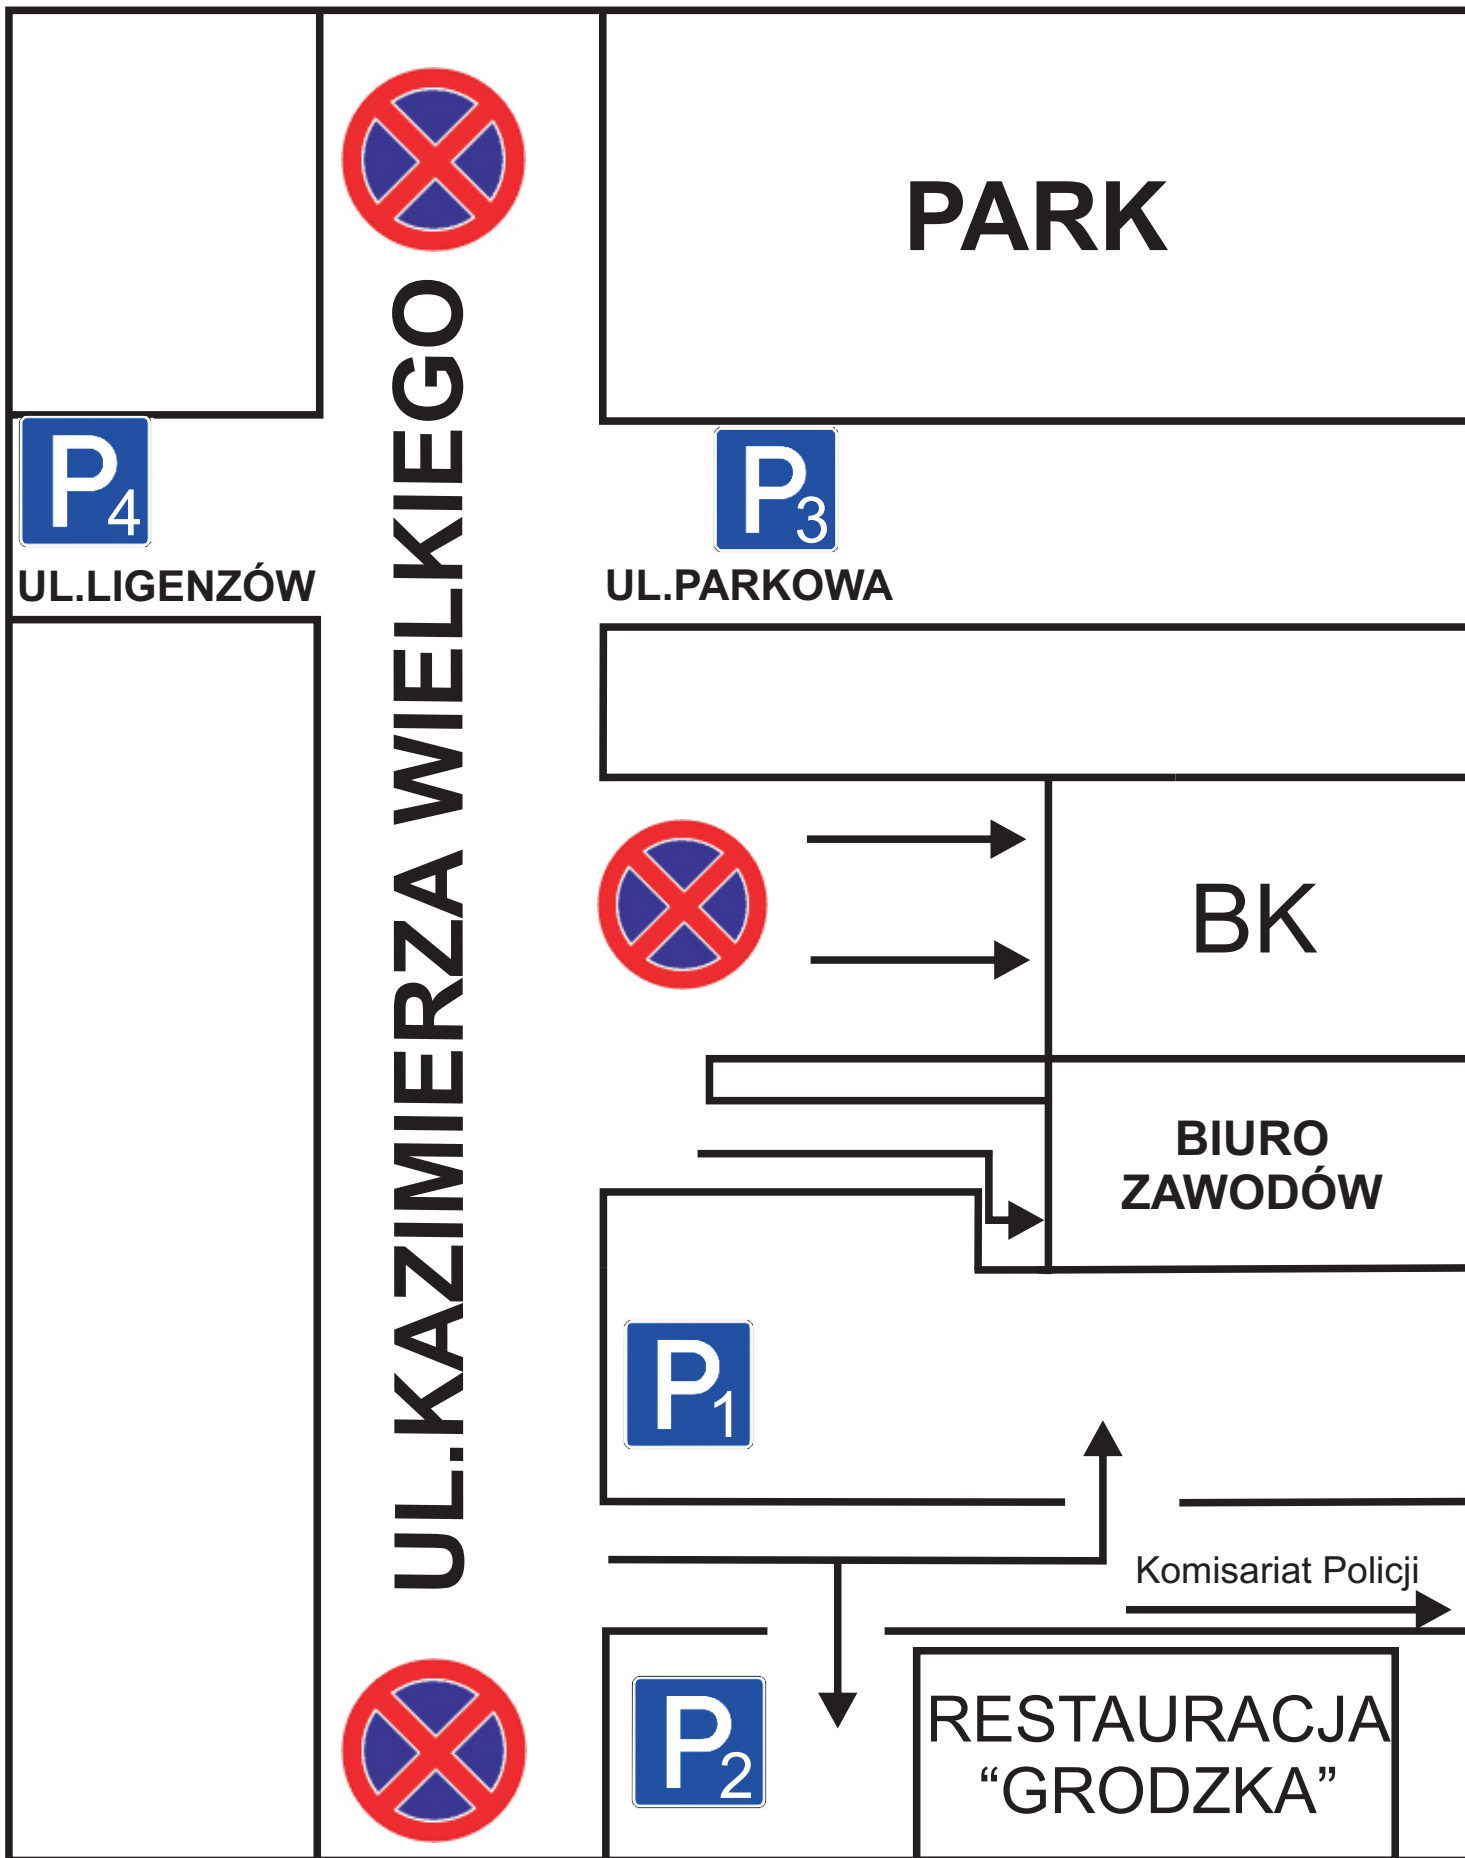 PARK
UL.KAZIMIERZA WIELKIEGO
P4
P3
UL.LIGENZÓW
UL.PARKOWA
BK
BIURO
ZAWODÓW
P1
Komisariat Policji
P2
RESTAURACJA
“GRODZKA”